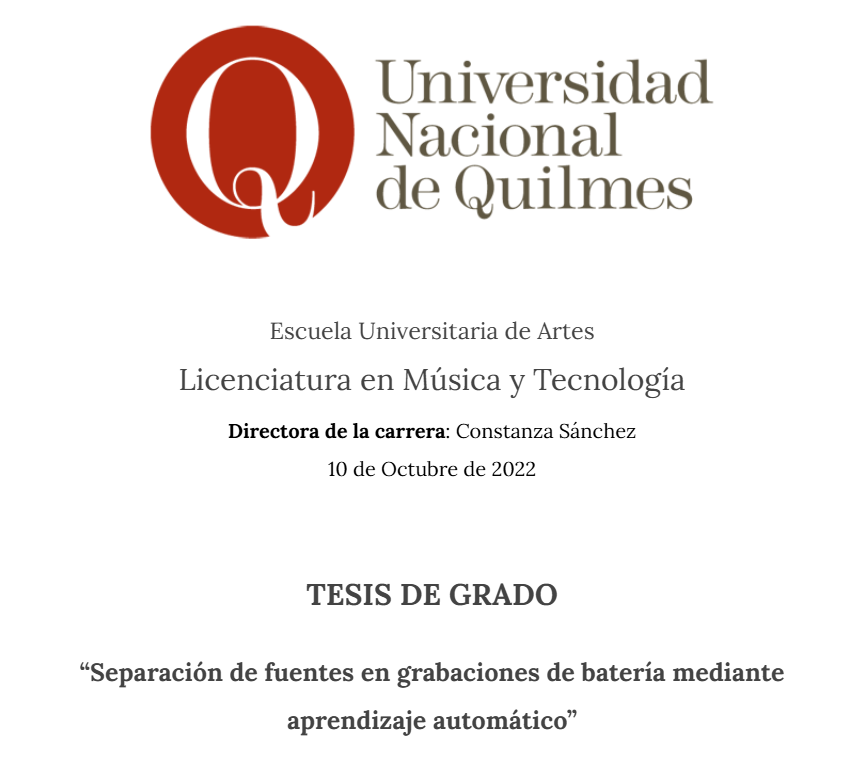 Universidad
Nacional
de Quilmes
Escuela Universitaria de Artes
Licenciatura en Música y Tecnología
Directora de la carrera: Constanza Sánchez
10 de Octubre de 2022
TESIS DE GRADO
“Separación de fuentes en grabaciones de batería mediante
aprendizaje automático”